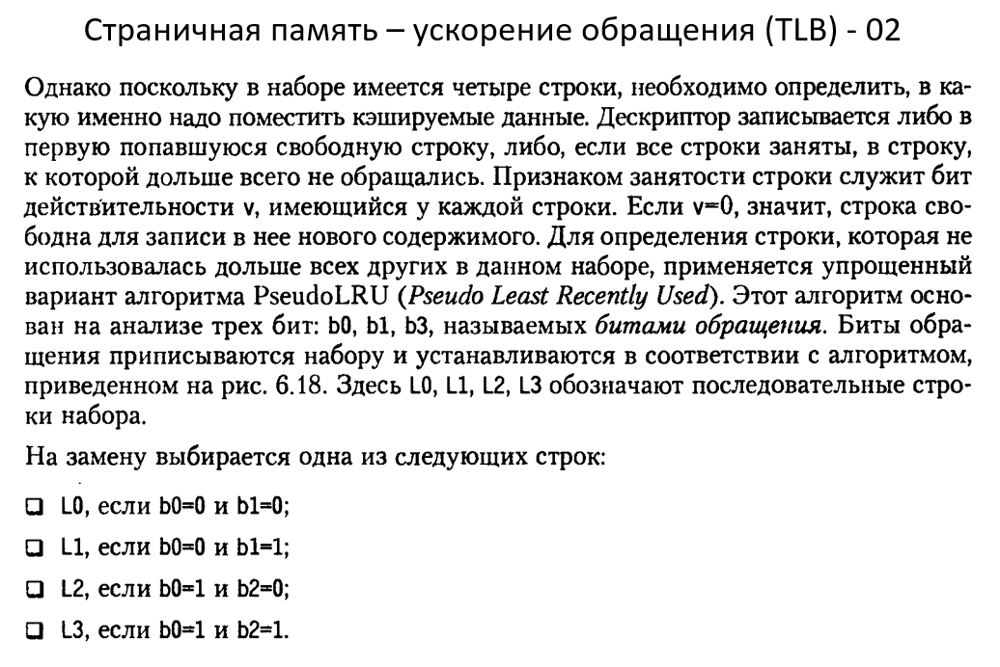 Страничная память – ускорение обращения (TLB) - 02
Однако поскольку в наборе имеется четыре строки, необходимо определить, в ка-
кую именно надо поместить кэшируемые данные. Дескриптор записывается либо в
первую попавшуюся свободную строку, либо, если все строки заняты, в строку,
к которой дольше всего не обращались. Признаком занятости строки служит бит
действительности v, имеющийся у каждой строки. Если v=0, значит, строка сво-
бодна для записи в нее нового содержимого. Для определения строки, которая не
использовалась дольше всех других в данном наборе, применяется упрощенный
вариант алгоритма PseudoLRU (Pseudo Least Recently Used). Этот алгоритм осно-
ван на анализе трех бит: b0, b1, b3, называемых битами обращения. Биты обра-
щения приписываются набору и устанавливаются в соответствии с алгоритмом,
приведенном на рис. 6.18. Здесь L0, L1, L2, L3 обозначают последовательные стро-
ки набора.
На замену выбирается одна из следующих строк:
❏ L0, если b0=0 и b1=0;
❏ L1, если b0=0 и b1=1;
❏ L2, если b0=1 и b2=0;
❏ L3, если b0=1 и b2=1.